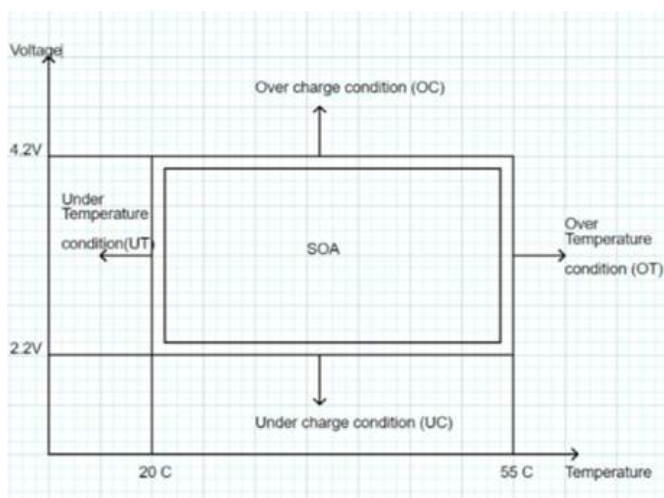 Voltage
Over charge condition (OC)
4.2V
Under
Temperature
condition(UT)
SOA
Over
Temperature
condition (OT)
2.2V
Under charge condition (UC)
20 C
55 C
Temperature